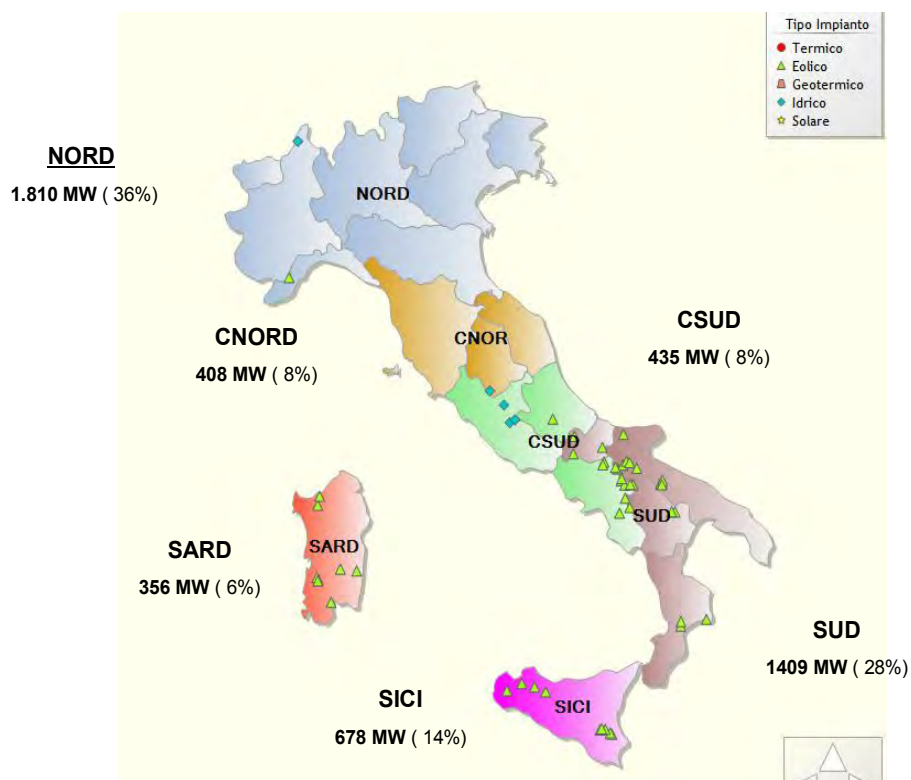 Tipo Impianto
Termico
Eolico
Geotermico
Idrico
Solare
NORD
1.810 MW ( 36%)
NORD
CNORD
408 MW ( 8%)
CNOR
CSUD
435 MW ( 8%)
CSUD
SUD
SARD
356 MW ( 6%)
SARD
SUD
1409 MW ( 28%)
SICI
678 MW ( 14%)
SICI